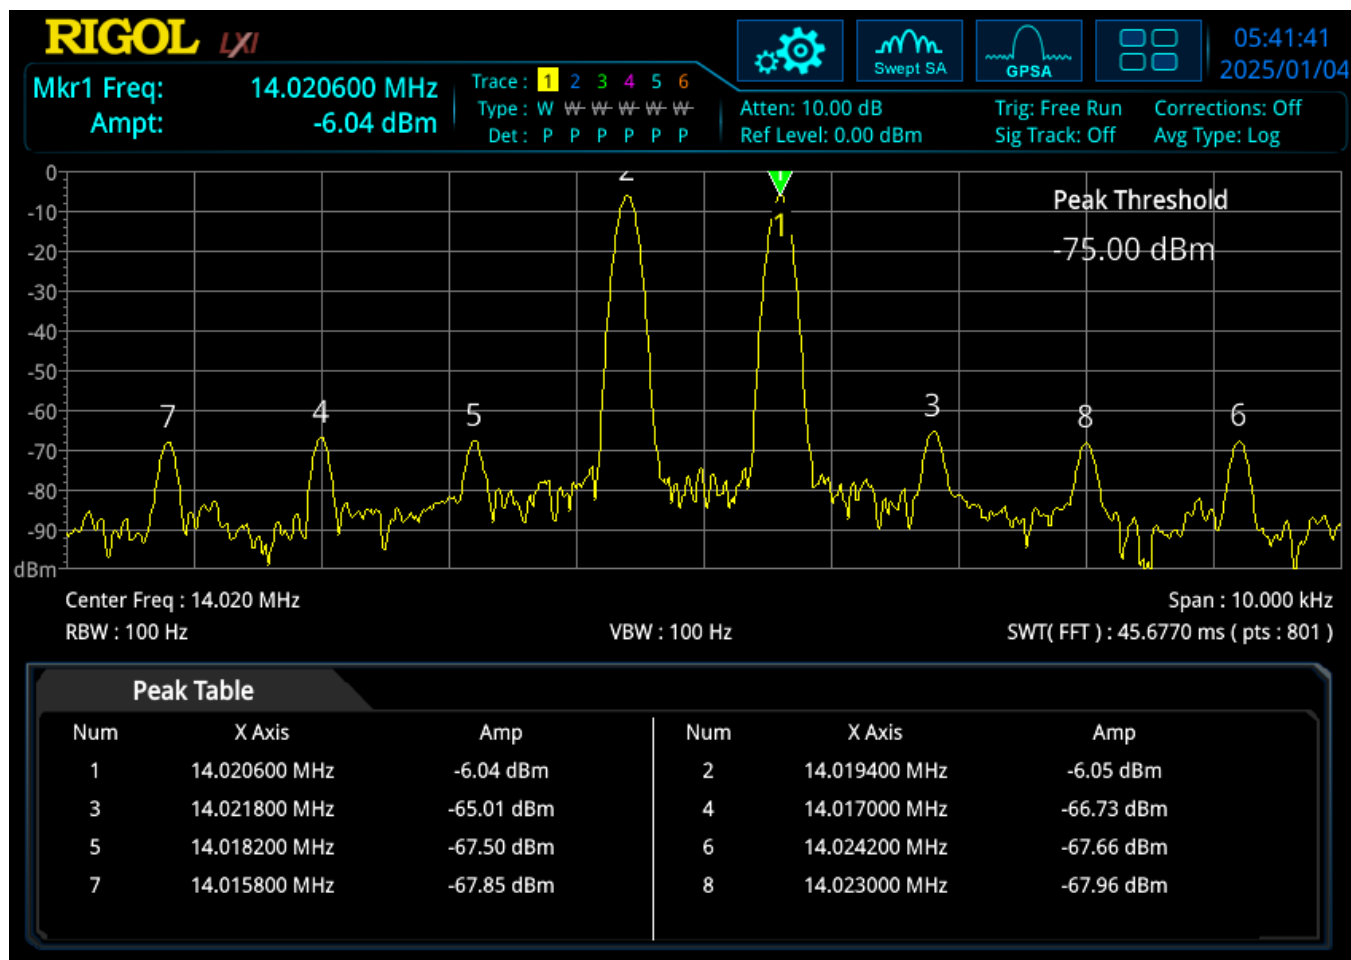 RIGOL LXI
Swept SA
GPSA
05:41:41
2025/01/04
Mkr1 Freq: 14.020600 MHz
Ampt: -6.04 dBm
Trace: 1 2 3 4 5 6
Type: W W W W W W
Det: P P P P P P
Atten: 10.00 dB
Ref Level: 0.00 dBm
Trig: Free Run
Sig Track: Off
Corrections: Off
Avg Type: Log
0
-10
-20
-30
-40
-50
-60
-70
-80
-90
dBm
Peak Threshold
-75.00 dBm
7 4 5 2 1 3 8 6
Center Freq : 14.020 MHz
Span : 10.000 kHz
RBW : 100 Hz
VBW : 100 Hz
SWT( FFT ) : 45.6770 ms ( pts : 801 )
Peak Table
Num X Axis Amp Num X Axis Amp
1 14.020600 MHz -6.04 dBm 2 14.019400 MHz -6.05 dBm
3 14.021800 MHz -65.01 dBm 4 14.017000 MHz -66.73 dBm
5 14.018200 MHz -67.50 dBm 6 14.024200 MHz -67.66 dBm
7 14.015800 MHz -67.85 dBm 8 14.023000 MHz -67.96 dBm